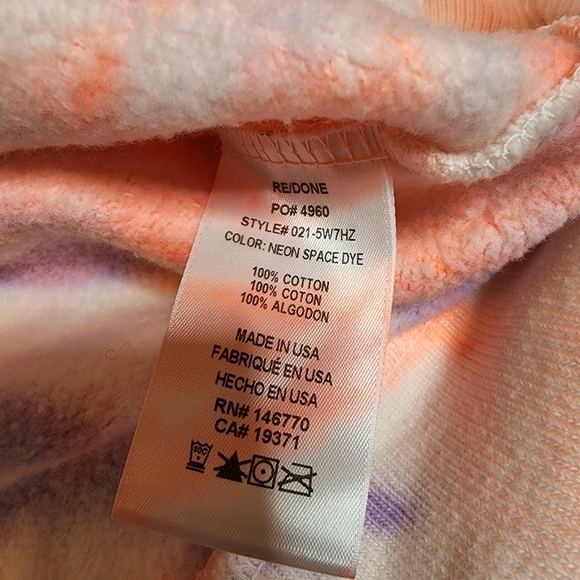 RE/DONE
PO# 4960
STYLE# 021-5W7HZ
COLOR: NEON SPACE DYE
100% COTTON
100% COTON
100% ALGODON
MADE IN USA
FABRIQUÉ EN USA
HECHO EN USA
RN# 146770
CA# 19371